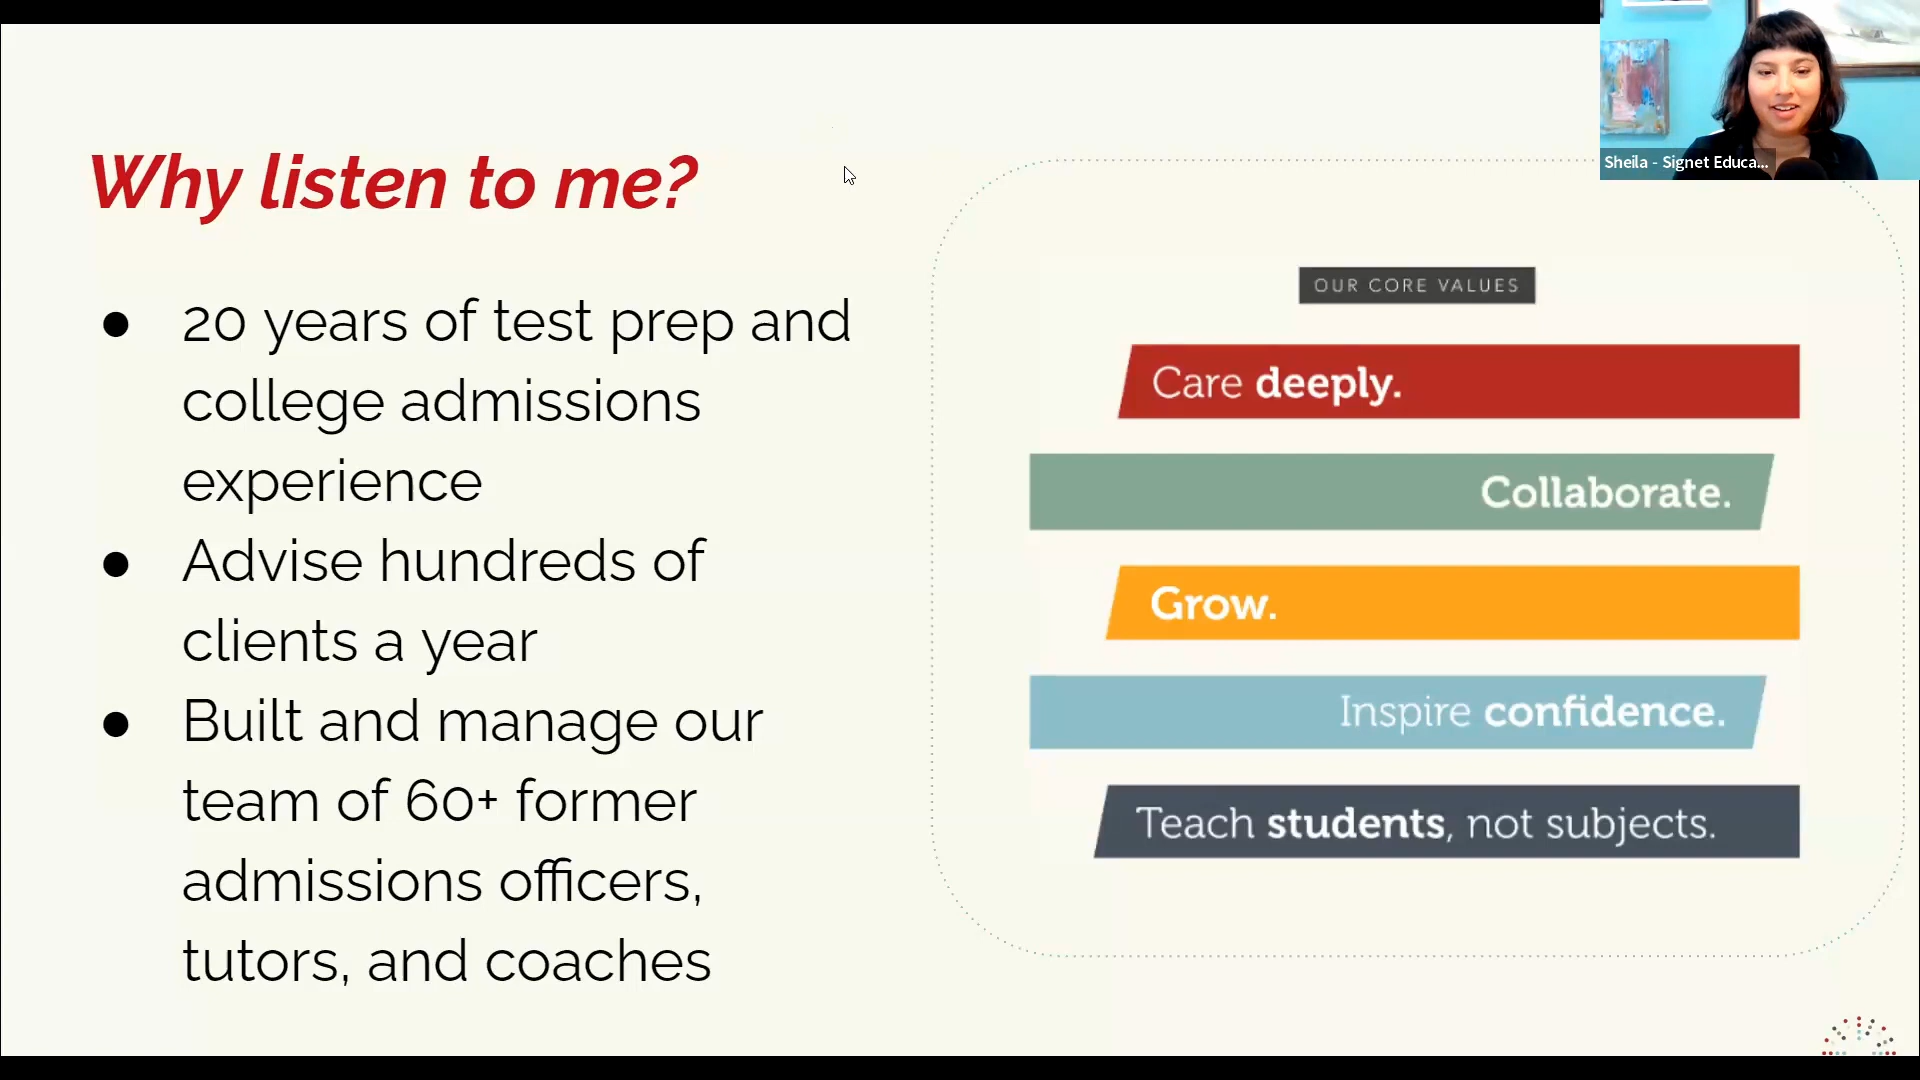 Why listen to me?
● 20 years of test prep and
college admissions
experience
● Advise hundreds of
clients a year
● Built and manage our
team of 60+ former
admissions officers,
tutors, and coaches
OUR CORE VALUES
Care deeply.
Collaborate.
Grow.
Inspire confidence.
Teach students, not subjects.
Sheila - Signet Educa...